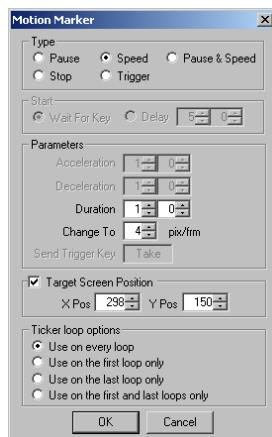 Motion Marker
Type
Pause Speed Pause & Speed
Stop Trigger
Start
Wait For Key Delay 5 0
Parameters
Acceleration 1 0
Deceleration 1 0
Duration 1 0
Change To 4 pix/frm
Send Trigger Key Take
Target Screen Position
X Pos 298 Y Pos 150
Ticker loop options
Use on every loop
Use on the first loop only
Use on the last loop only
Use on the first and last loops only
OK Cancel